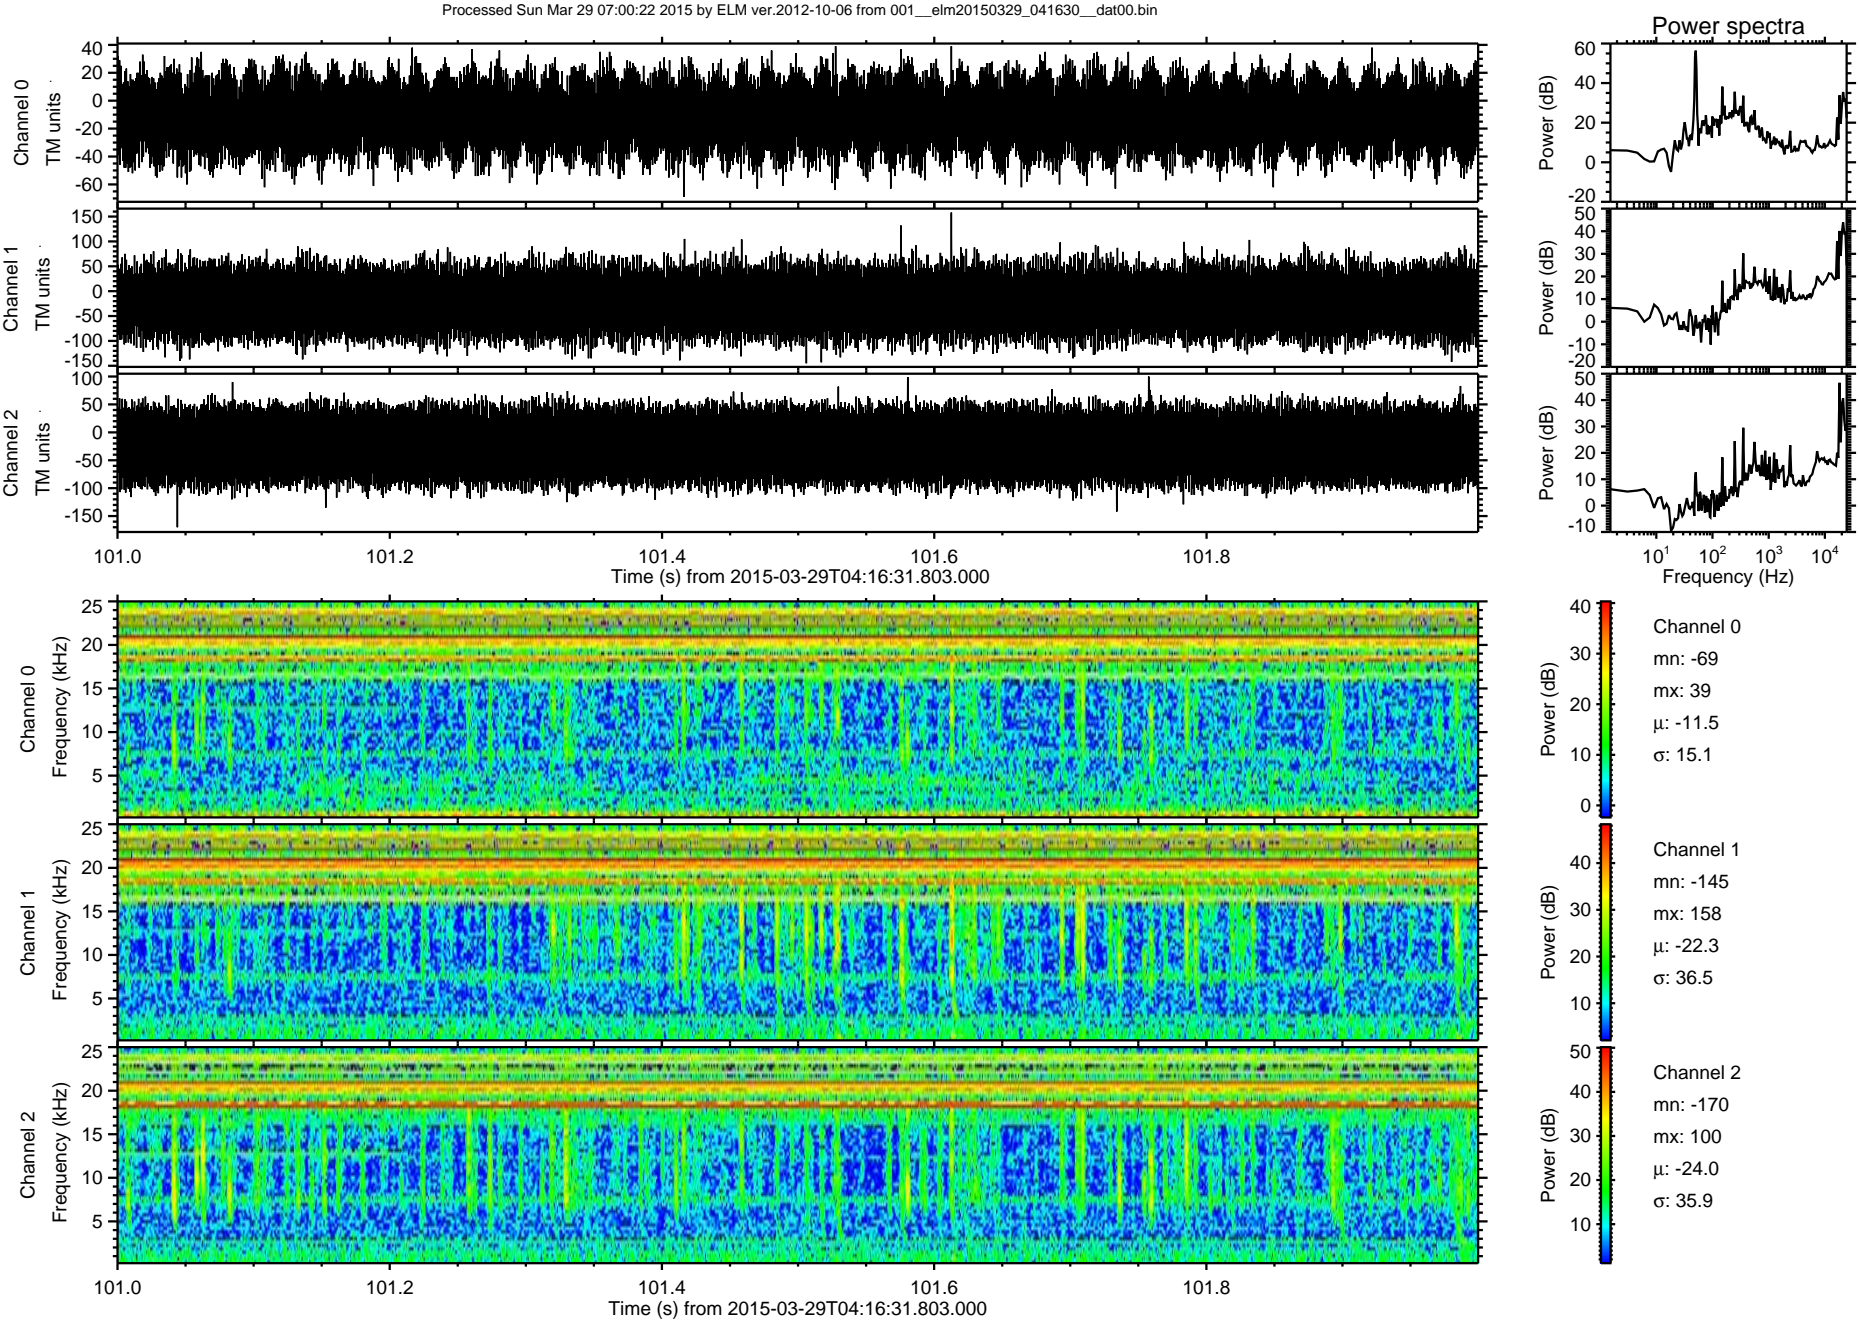 Processed Sun Mar 29 07:00:22 2015 by ELM ver.2012-10-06 from 001__elm20150329_041630__dat00.bin
Power spectra
Channel 0
TM units
40
20
0
-20
-40
-60
Power (dB)
60
40
20
0
-20
Channel 1
TM units
150
100
50
0
-50
-100
-150
Power (dB)
50
40
30
20
10
0
-10
-20
Channel 2
TM units
100
50
0
-50
-100
-150
Power (dB)
50
40
30
20
10
0
-10
101.0 101.2 101.4 101.6 101.8
Time (s) from 2015-03-29T04:16:31.803.000
10¹ 10² 10³ 10⁴
Frequency (Hz)
Channel 0
Frequency (kHz)
25
20
15
10
5
Power (dB)
40
30
20
10
0
Channel 0
mn: -69
mx: 39
μ: -11.5
σ: 15.1
Channel 1
Frequency (kHz)
25
20
15
10
5
Power (dB)
40
30
20
10
Channel 1
mn: -145
mx: 158
μ: -22.3
σ: 36.5
Channel 2
Frequency (kHz)
25
20
15
10
5
Power (dB)
50
40
30
20
10
Channel 2
mn: -170
mx: 100
μ: -24.0
σ: 35.9
101.0 101.2 101.4 101.6 101.8
Time (s) from 2015-03-29T04:16:31.803.000